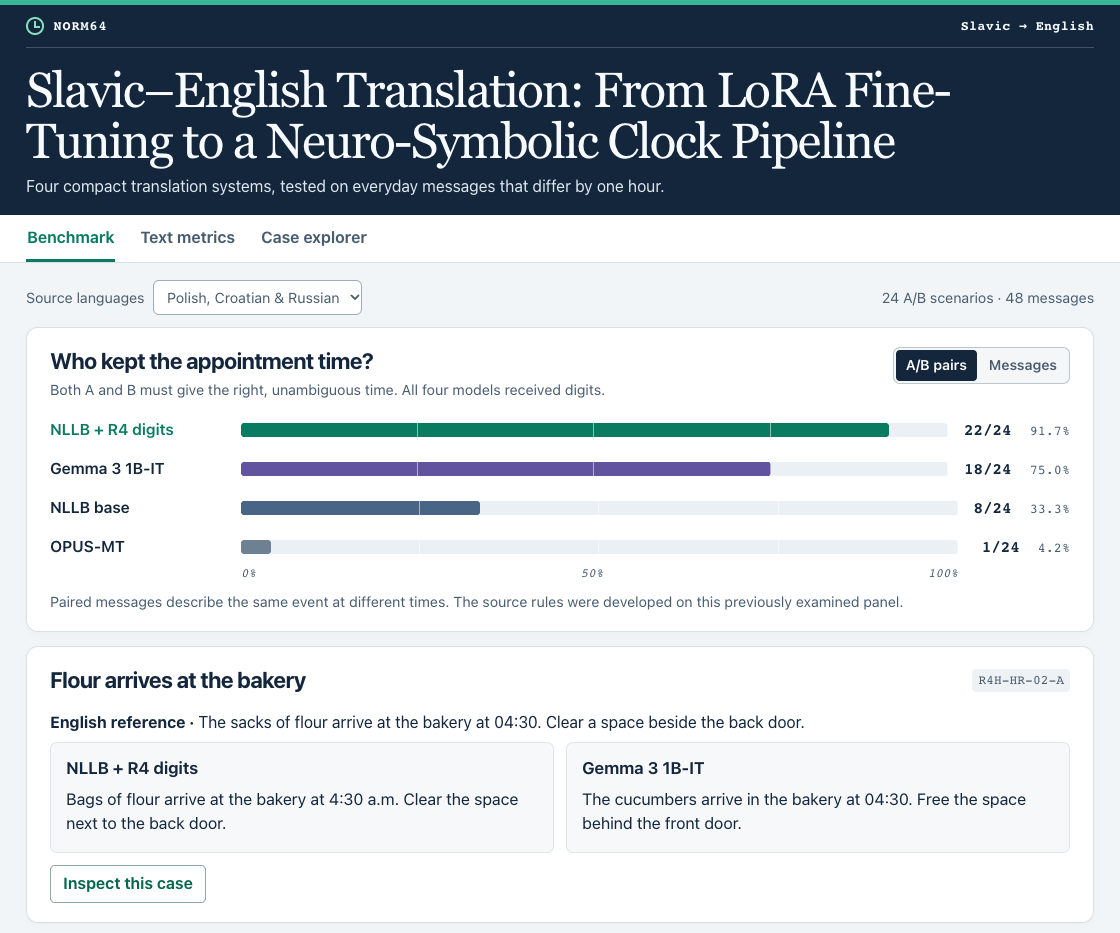 NORM64
Slavic → English
Slavic–English Translation: From LoRA Fine-
Tuning to a Neuro-Symbolic Clock Pipeline
Four compact translation systems, tested on everyday messages that differ by one hour.
Benchmark Text metrics Case explorer
Source languages Polish, Croatian & Russian
24 A/B scenarios · 48 messages
Who kept the appointment time?
A/B pairs Messages
Both A and B must give the right, unambiguous time. All four models received digits.
NLLB + R4 digits 22/24 91.7%
Gemma 3 1B-IT 18/24 75.0%
NLLB base 8/24 33.3%
OPUS-MT 1/24 4.2%
0% 50% 100%
Paired messages describe the same event at different times. The source rules were developed on this previously examined panel.
Flour arrives at the bakery
R4H-HR-02-A
English reference · The sacks of flour arrive at the bakery at 04:30. Clear a space beside the back door.
NLLB + R4 digits
Bags of flour arrive at the bakery at 4:30 a.m. Clear the space
next to the back door.
Gemma 3 1B-IT
The cucumbers arrive in the bakery at 04:30. Free the space
behind the front door.
Inspect this case